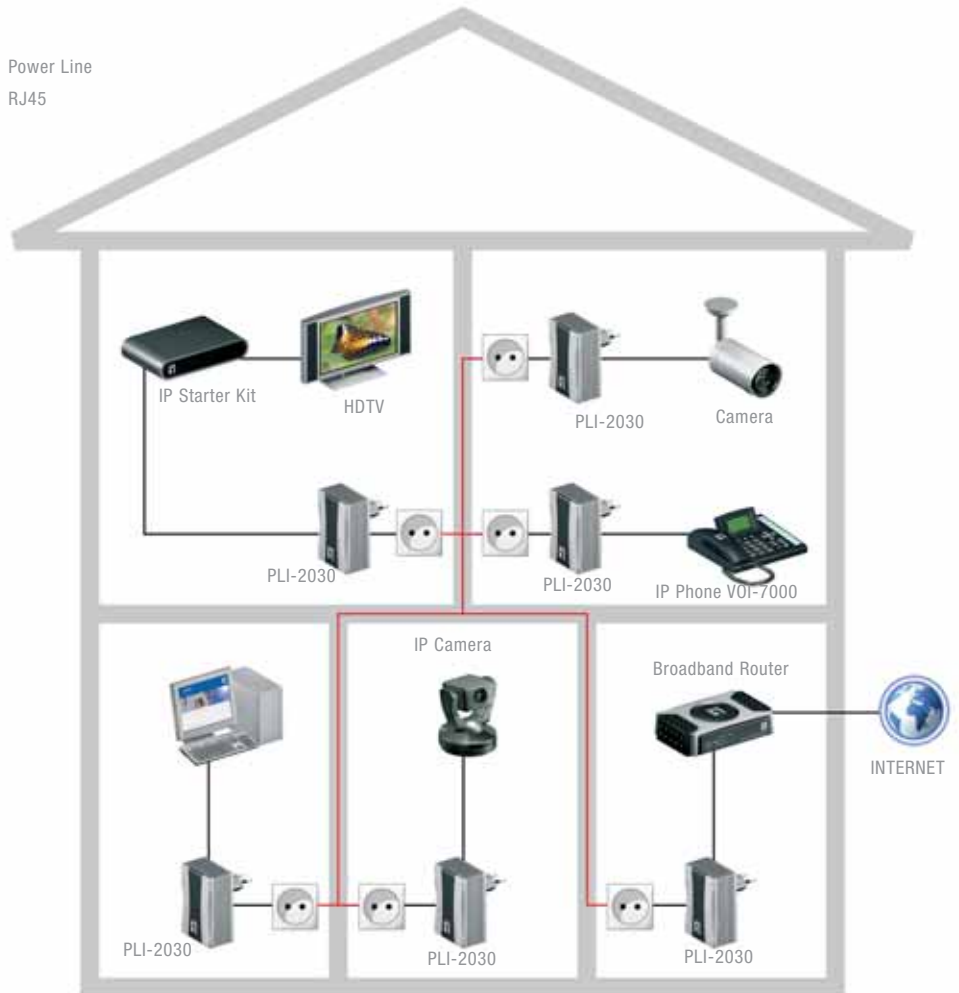 Power Line
RJ45
IP Starter Kit
HDTV
PLI-2030
Camera
PLI-2030
PLI-2030
IP Phone VOI-7000
IP Camera
Broadband Router
INTERNET
PLI-2030
PLI-2030
PLI-2030